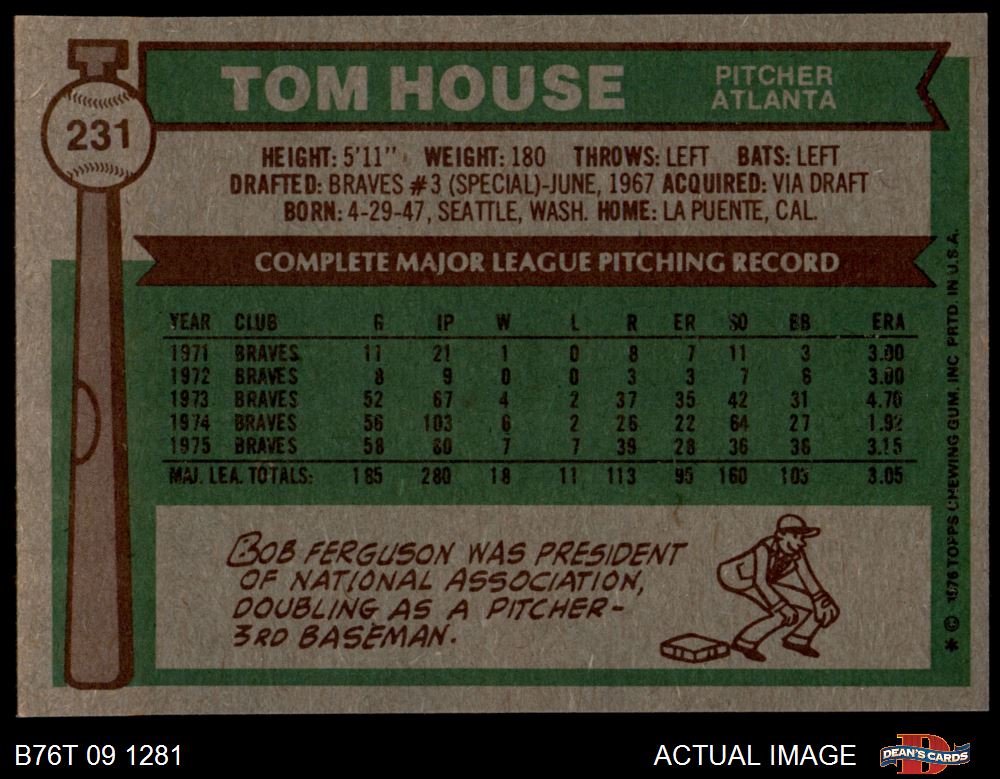 TOM HOUSE
PITCHER
ATLANTA
231
HEIGHT: 5'11" WEIGHT: 180 THROWS: LEFT BATS: LEFT
DRAFTED: BRAVES #3 (SPECIAL)-JUNE, 1967 ACQUIRED: VIA DRAFT
BORN: 4-29-47, SEATTLE, WASH. HOME: LA PUENTE, CAL.
COMPLETE MAJOR LEAGUE PITCHING RECORD
YEAR CLUB G IP W L R ER SO BB ERA
1971 BRAVES 11 21 1 0 8 7 11 3 3.00
1972 BRAVES 8 9 0 0 3 3 7 6 3.00
1973 BRAVES 52 67 4 2 37 35 42 31 4.70
1974 BRAVES 56 103 6 2 26 22 64 27 1.92
1975 BRAVES 58 80 7 7 39 28 36 36 3.15
MAJ. LEA. TOTALS: 185 280 18 11 113 95 160 103 3.05
BOB FERGUSON WAS PRESIDENT
OF NATIONAL ASSOCIATION,
DOUBLING AS A PITCHER-
3RD BASEMAN.
* © 1976 TOPPS CHEWING GUM, INC PRTD. IN U.S.A.
B76T 09 1281
ACTUAL IMAGE
DEAN'S CARDS